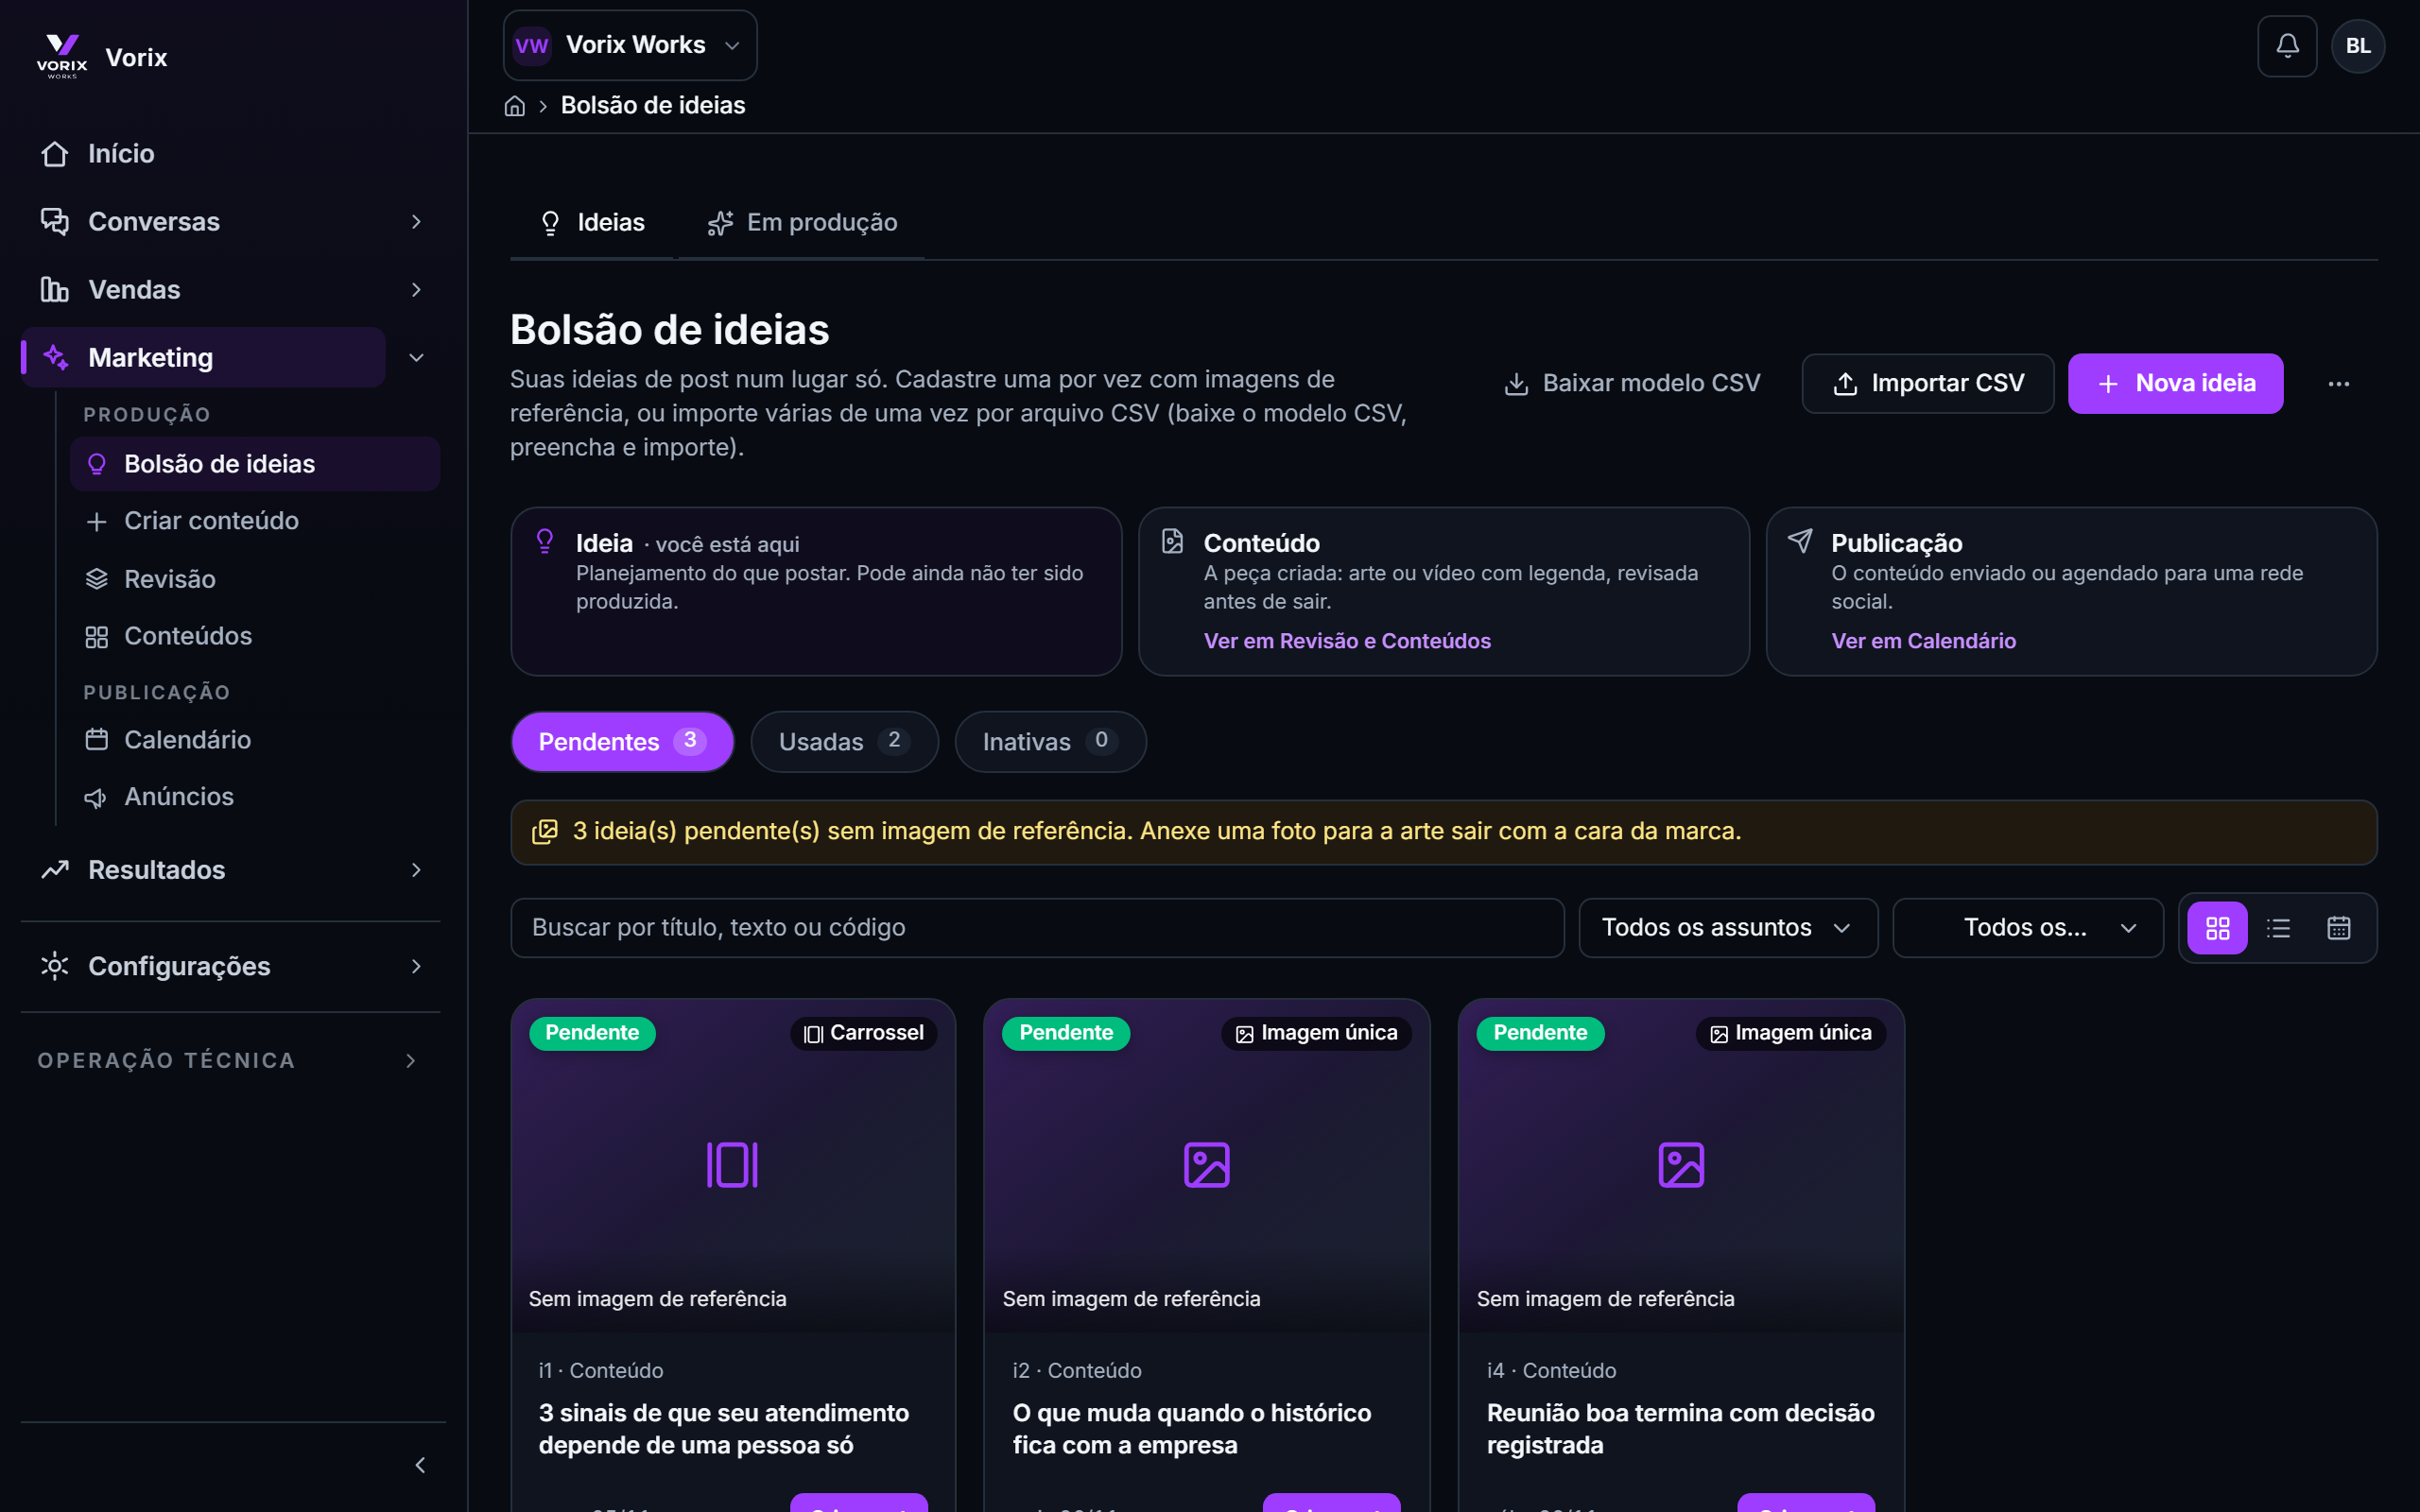 VORIX
WORKS
Vorix
VW Vorix Works
Bolsão de ideias
BL
Início
Conversas
Vendas
Marketing
PRODUÇÃO
Bolsão de ideias
Criar conteúdo
Revisão
Conteúdos
PUBLICAÇÃO
Calendário
Anúncios
Resultados
Configurações
OPERAÇÃO TÉCNICA
Ideias
Em produção
Bolsão de ideias
Suas ideias de post num lugar só. Cadastre uma por vez com imagens de
referência, ou importe várias de uma vez por arquivo CSV (baixe o modelo CSV,
preencha e importe).
Baixar modelo CSV
Importar CSV
Nova ideia
Ideia · você está aqui
Planejamento do que postar. Pode ainda não ter sido
produzida.
Conteúdo
A peça criada: arte ou vídeo com legenda, revisada
antes de sair.
Ver em Revisão e Conteúdos
Publicação
O conteúdo enviado ou agendado para uma rede
social.
Ver em Calendário
Pendentes 3
Usadas 2
Inativas 0
3 ideia(s) pendente(s) sem imagem de referência. Anexe uma foto para a arte sair com a cara da marca.
Buscar por título, texto ou código
Todos os assuntos
Todos os...
Pendente
Carrossel
Sem imagem de referência
i1 · Conteúdo
3 sinais de que seu atendimento
depende de uma pessoa só
Pendente
Imagem única
Sem imagem de referência
i2 · Conteúdo
O que muda quando o histórico
fica com a empresa
Pendente
Imagem única
Sem imagem de referência
i4 · Conteúdo
Reunião boa termina com decisão
registrada